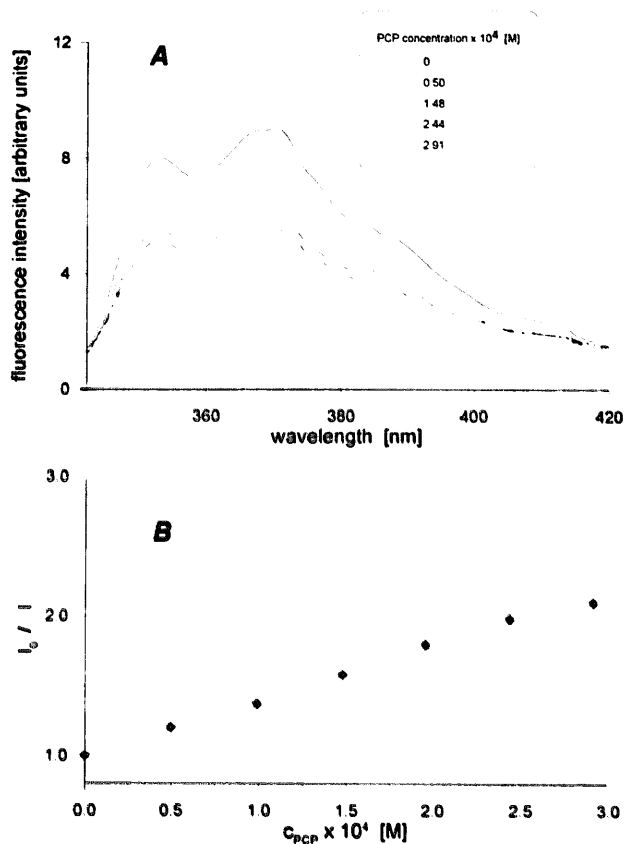 A
PCP concentration x 10⁴ [M]
0
0.50
1.48
2.44
2.91
fluorescence intensity [arbitrary units]
12
8
4
0
360 380 400 420
wavelength [nm]
B
I₀ / I
3.0
2.0
1.0
0.0 0.5 1.0 1.5 2.0 2.5 3.0
c_PCP x 10⁴ [M]